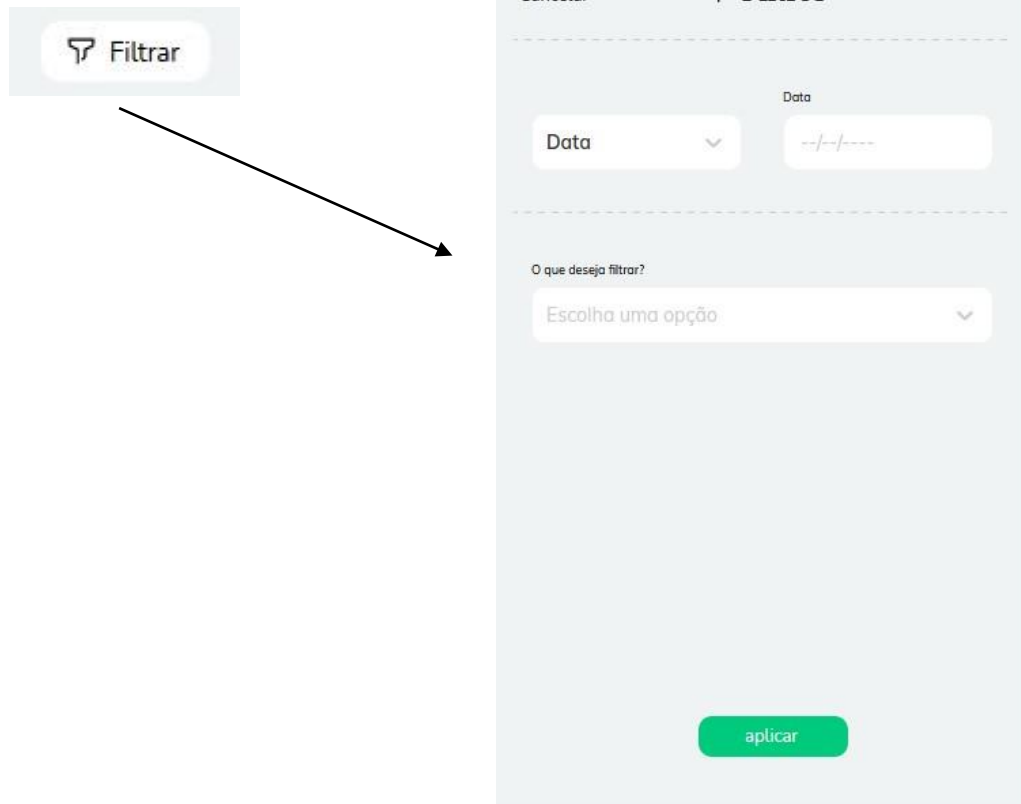 Filtrar
Data
Data
--/--/----
O que deseja filtrar?
Escolha uma opção
aplicar